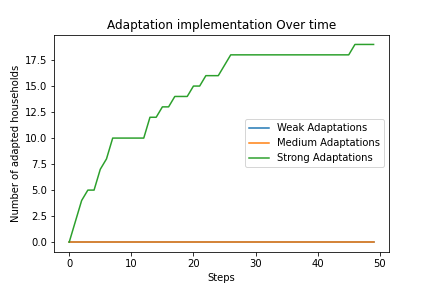 Adaptation implementation Over time
Number of adapted households
17.5
15.0
12.5
10.0
7.5
5.0
2.5
0.0
Weak Adaptations
Medium Adaptations
Strong Adaptations
0 10 20 30 40 50
Steps